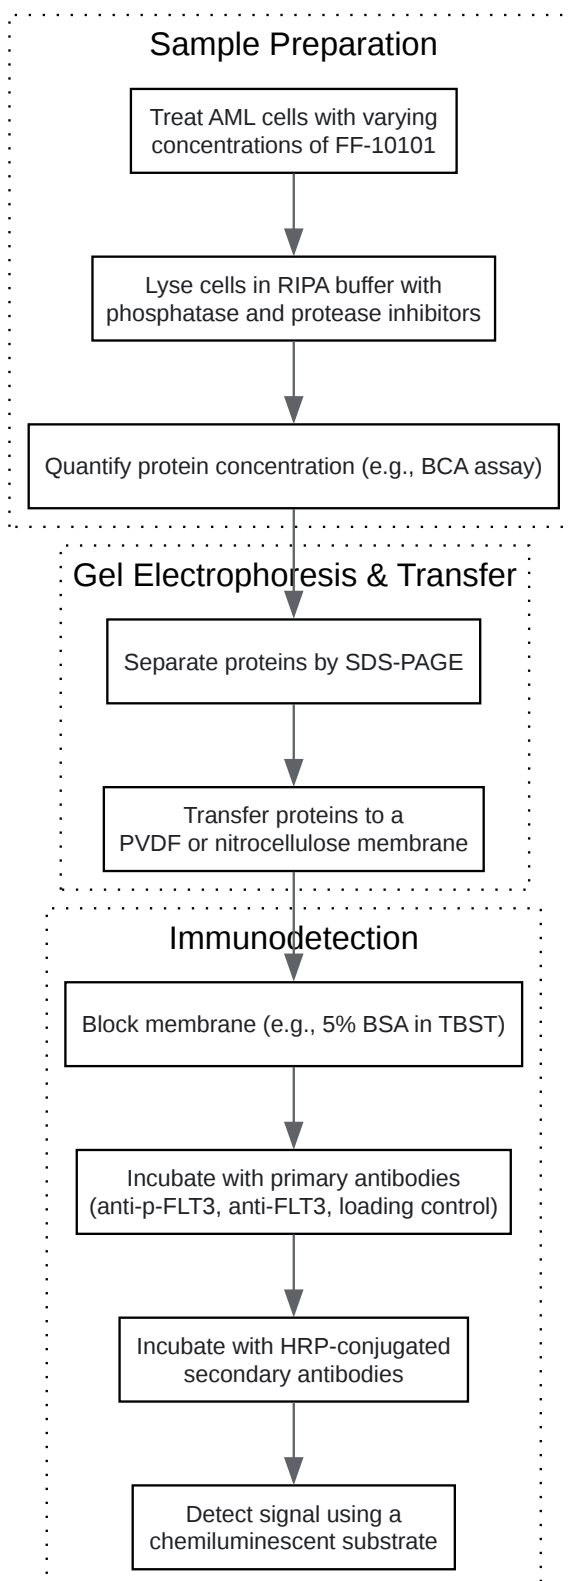 Sample Preparation
Treat AML cells with varying
concentrations of FF-10101
Lyse cells in RIPA buffer with
phosphatase and protease inhibitors
Quantify protein concentration (e.g., BCA assay)
Gel Electrophoresis & Transfer
Separate proteins by SDS-PAGE
Transfer proteins to a
PVDF or nitrocellulose membrane
Immunodetection
Block membrane (e.g., 5% BSA in TBST)
Incubate with primary antibodies
(anti-p-FLT3, anti-FLT3, loading control)
Incubate with HRP-conjugated
secondary antibodies
Detect signal using a
chemiluminescent substrate